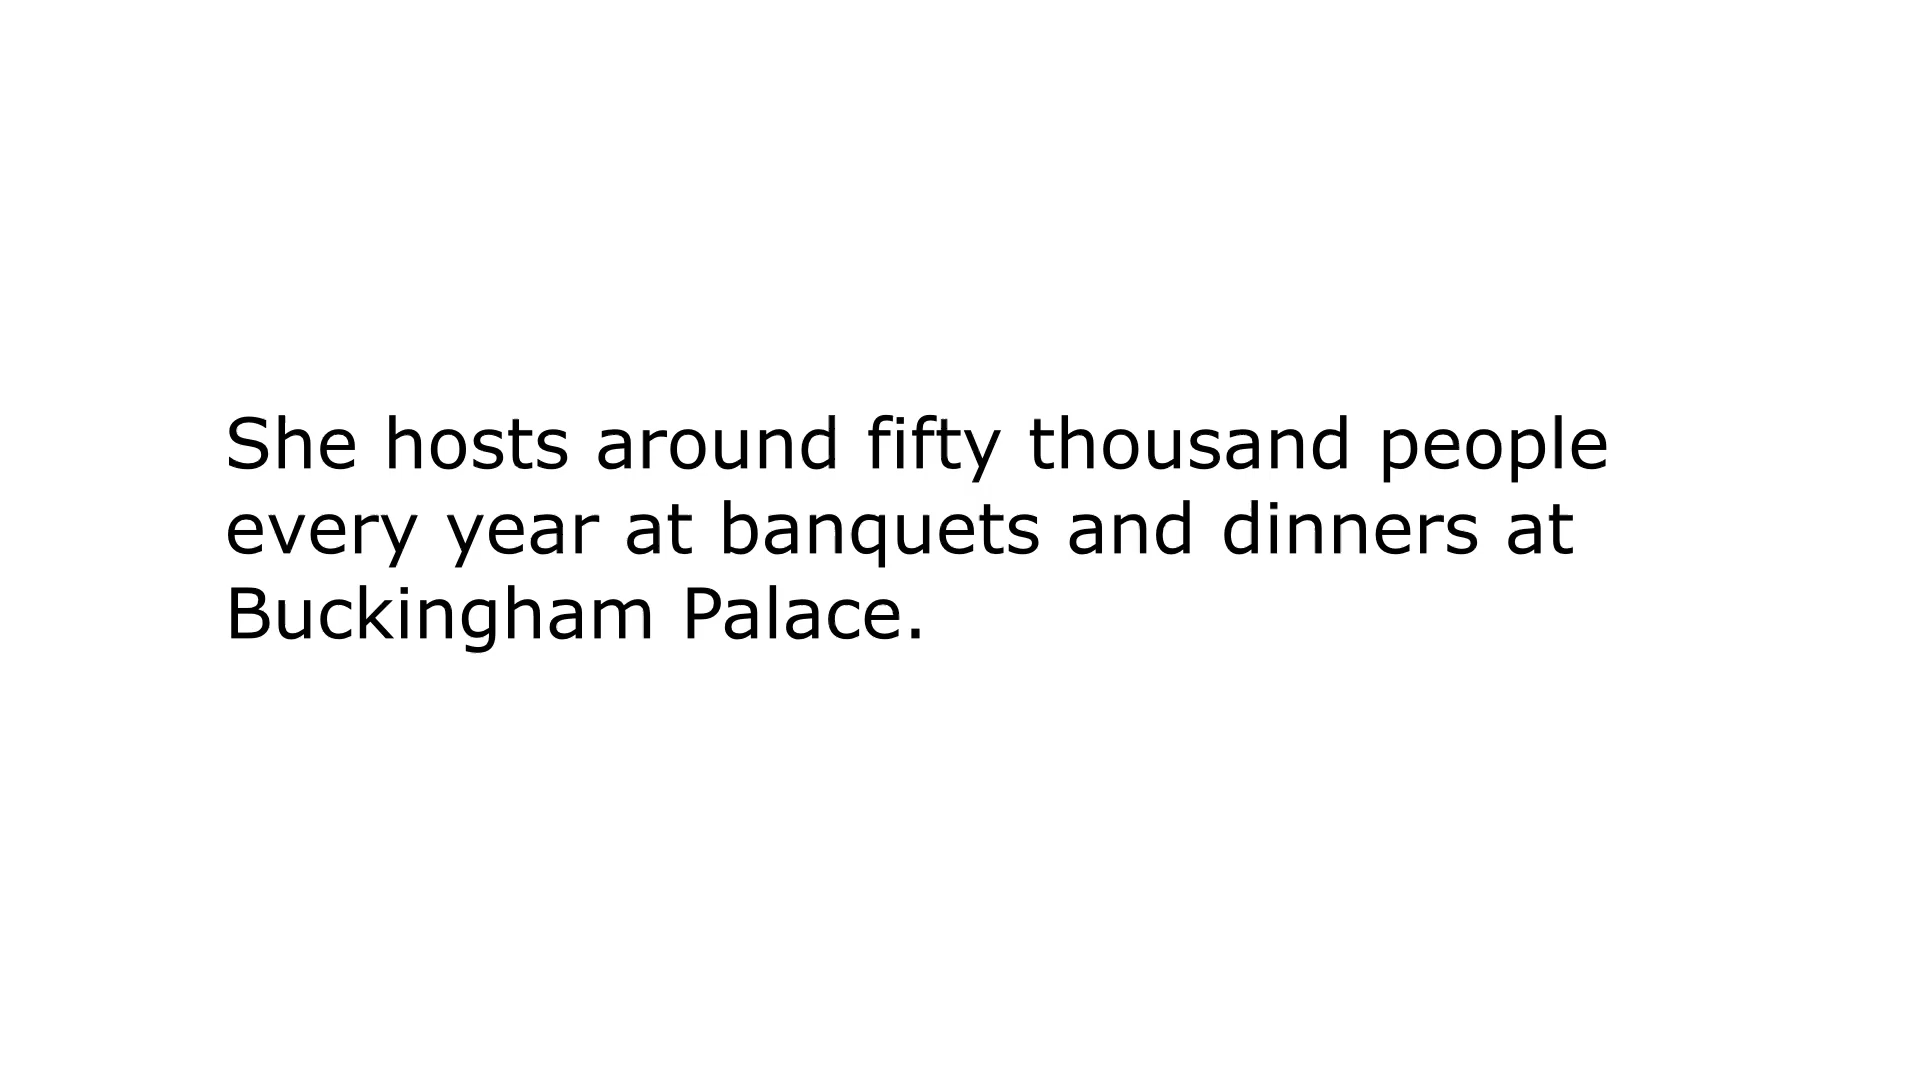 She hosts around fifty thousand people
every year at banquets and dinners at
Buckingham Palace.